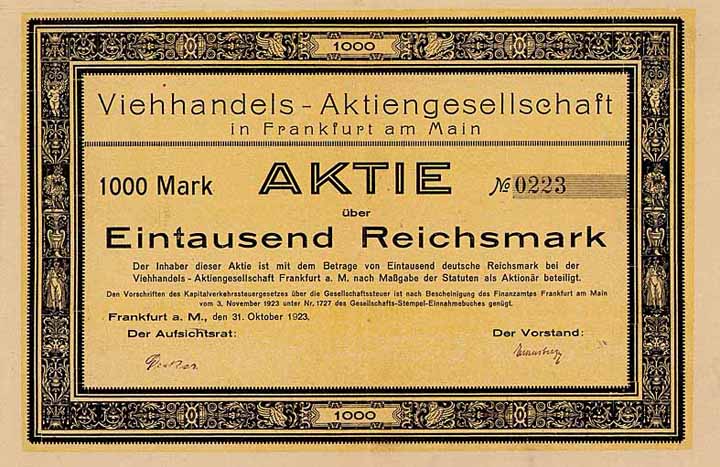 1000
Viehhandels - Aktiengesellschaft
in Frankfurt am Main
1000 Mark AKTIE № 0223
über
Eintausend Reichsmark
Der Inhaber dieser Aktie ist mit dem Betrage von Eintausend deutsche Reichsmark bei der
Viehhandels - Aktiengesellschaft Frankfurt a. M. nach Maßgabe der Statuten als Aktionär beteiligt.
Den Vorschriften des Kapitalverkehrssteuergesetzes über die Gesellschaftssteuer ist nach Bescheinigung des Finanzamtes Frankfurt am Main
vom 3. November 1923 unter Nr. 1727 des Gesellschafts-Stempel-Einnahmebuches genügt.
Frankfurt a. M., den 31. Oktober 1923.
Der Aufsichtsrat: Der Vorstand:
1000